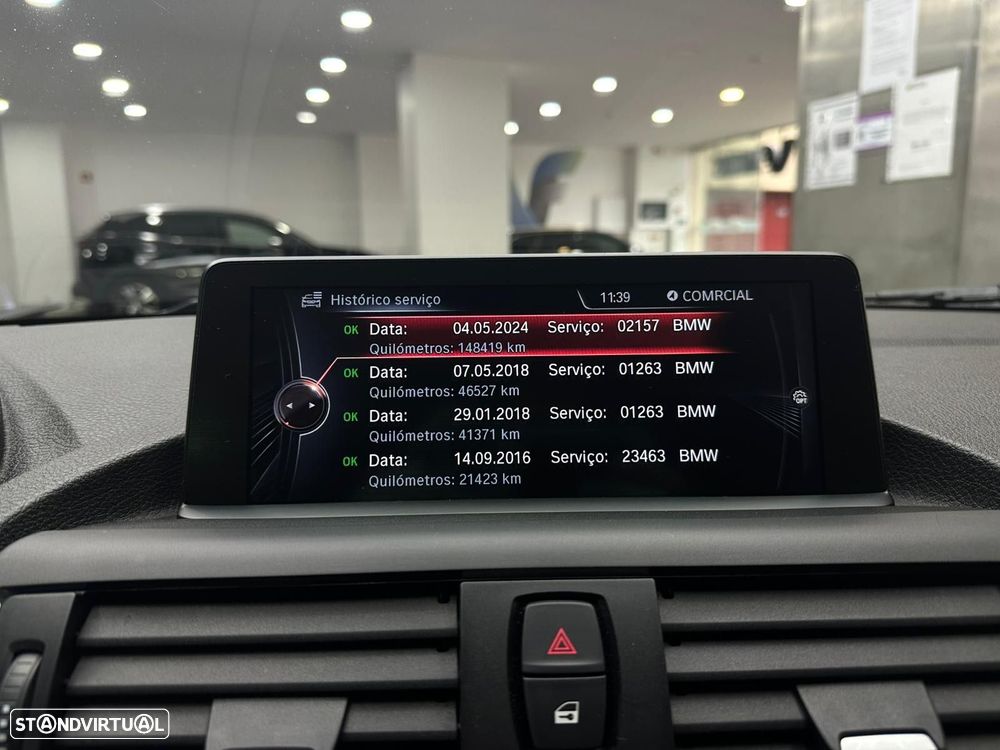 Histórico serviço 11:39 COMRCIAL
OK Data: 04.05.2024 Serviço: 02157 BMW
Quilómetros: 148419 km
OK Data: 07.05.2018 Serviço: 01263 BMW
Quilómetros: 46527 km
OK Data: 29.01.2018 Serviço: 01263 BMW
Quilómetros: 41371 km
OK Data: 14.09.2016 Serviço: 23463 BMW
Quilómetros: 21423 km
OPT
STANDVIRTUAL